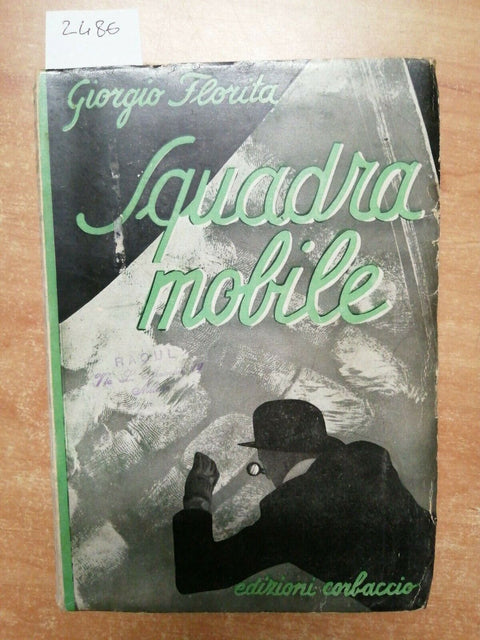 2486
Giorgio Florita
Squadra
mobile
RAOUL
edizioni corbaccio